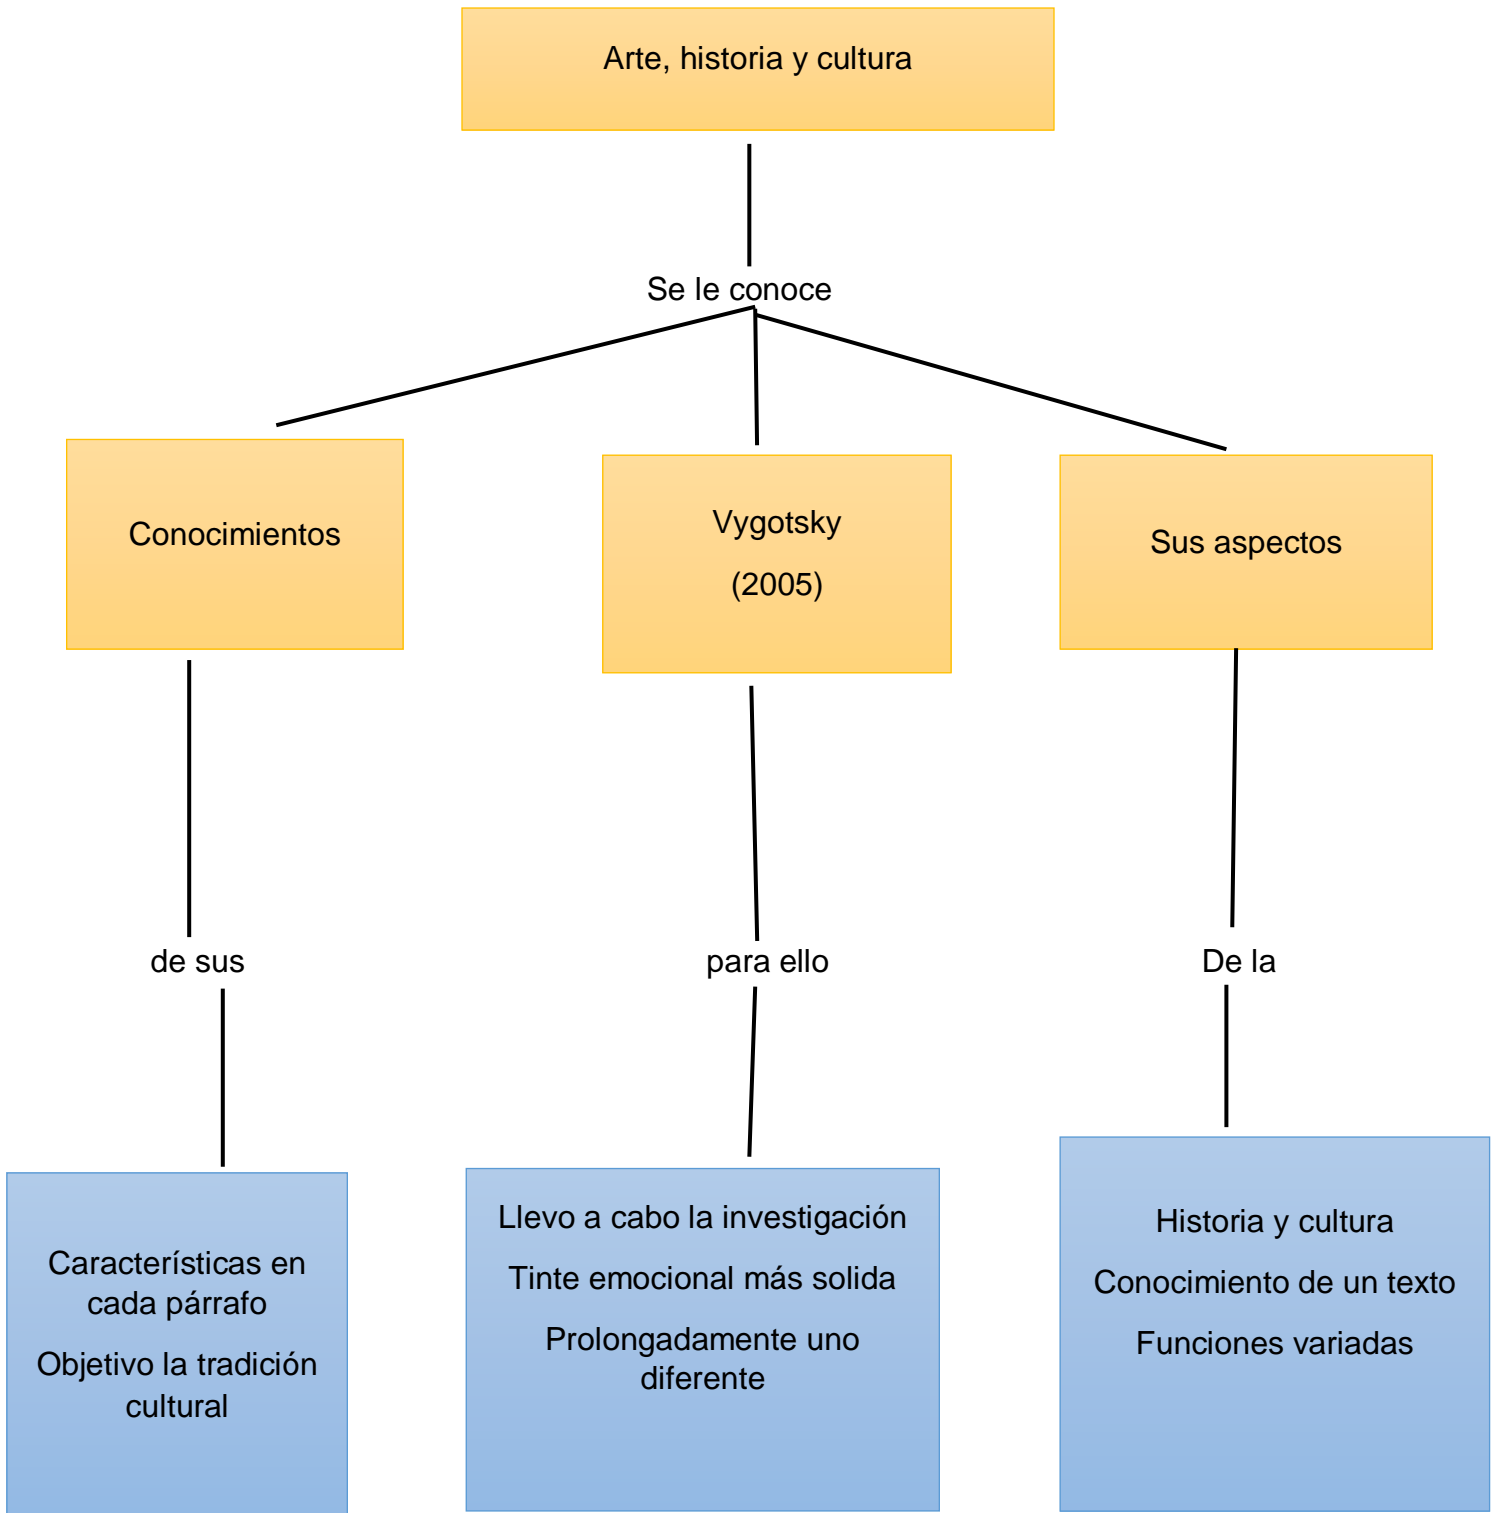 Arte, historia y cultura
Se le conoce
Conocimientos
Vygotsky
(2005)
Sus aspectos
de sus
para ello
De la
Características en
cada párrafo
Objetivo la tradición
cultural
Llevo a cabo la investigación
Tinte emocional más solida
Prolongadamente uno
diferente
Historia y cultura
Conocimiento de un texto
Funciones variadas